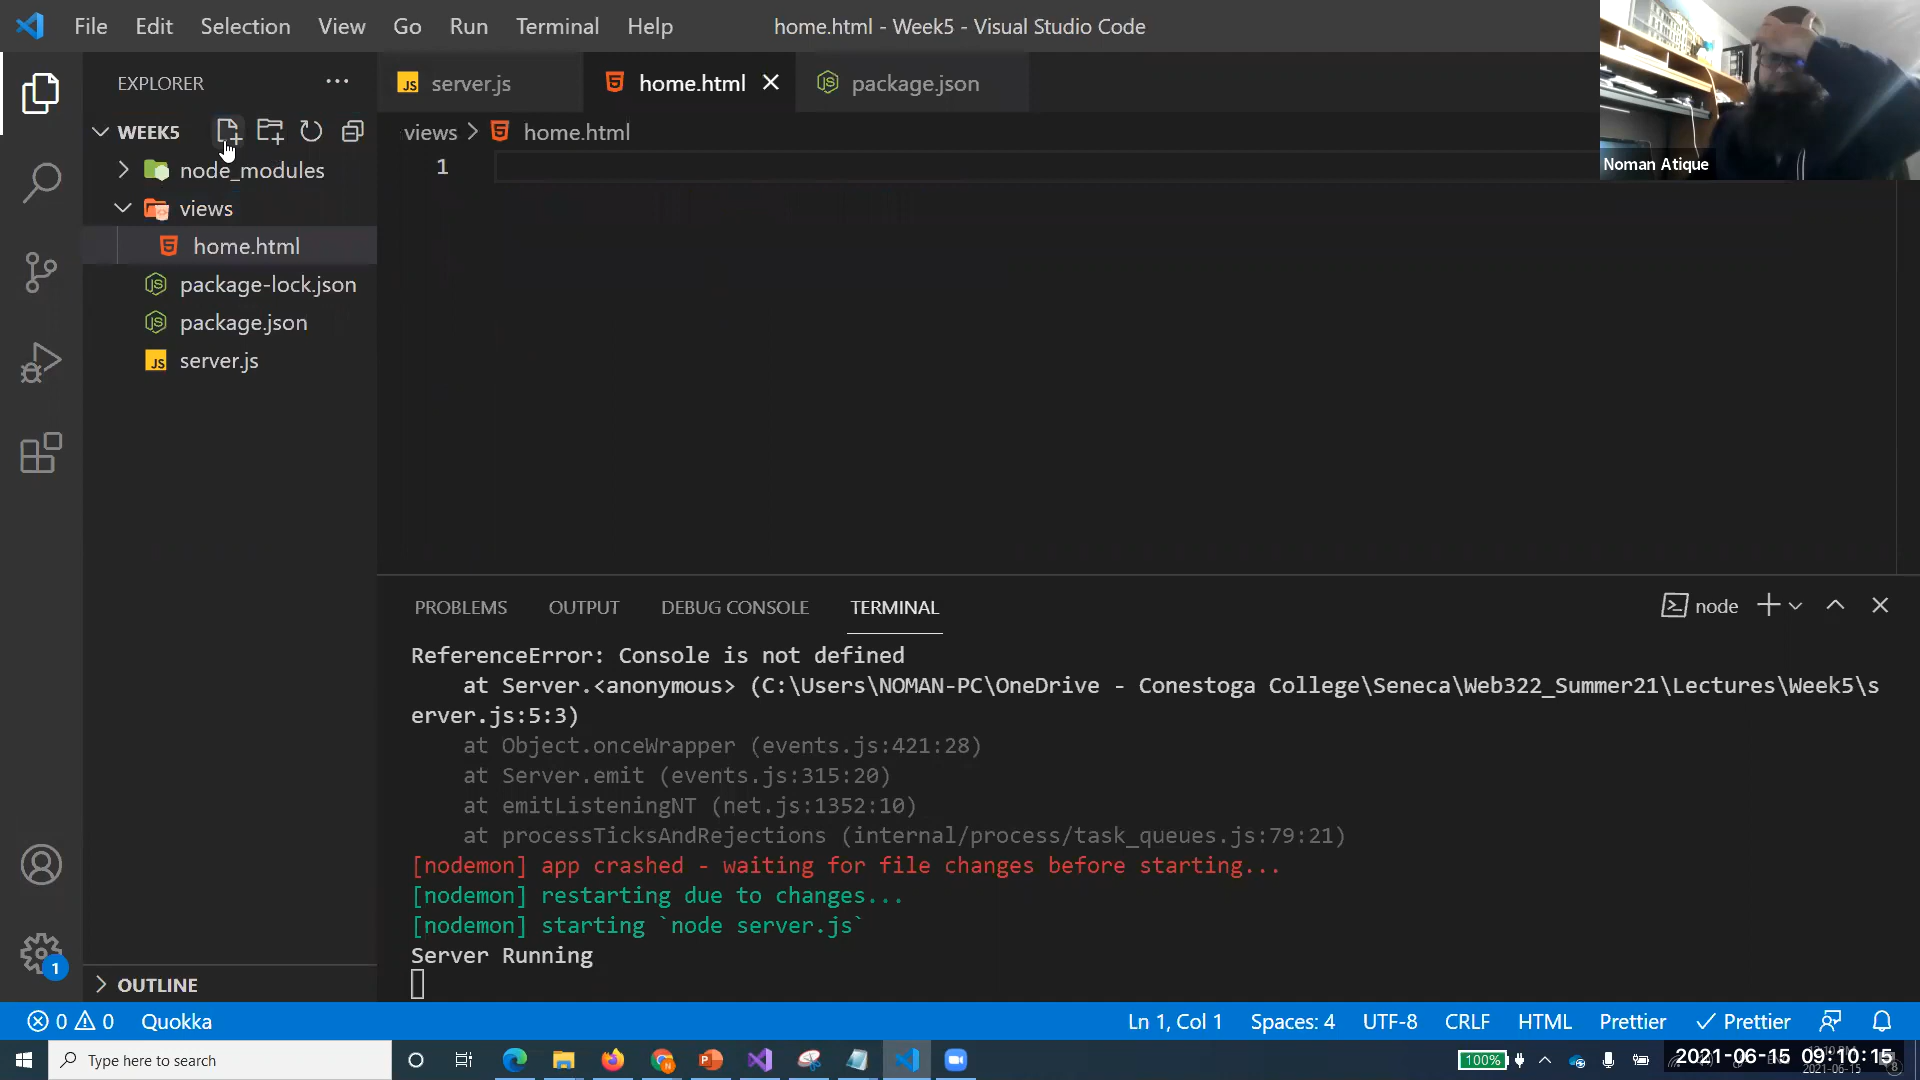 File Edit Selection View Go Run Terminal Help
home.html - Week5 - Visual Studio Code
EXPLORER
WEEK5
node_modules
views
home.html
package-lock.json
package.json
server.js
OUTLINE
server.js
home.html
package.json
views > home.html
1
Noman Atique
PROBLEMS OUTPUT DEBUG CONSOLE TERMINAL
node
ReferenceError: Console is not defined
at Server.<anonymous> (C:\Users\NOMAN-PC\OneDrive - Conestoga College\Seneca\Web322_Summer21\Lectures\Week5\s
erver.js:5:3)
at Object.onceWrapper (events.js:421:28)
at Server.emit (events.js:315:20)
at emitListeningNT (net.js:1352:10)
at processTicksAndRejections (internal/process/task_queues.js:79:21)
[nodemon] app crashed - waiting for file changes before starting...
[nodemon] restarting due to changes...
[nodemon] starting `node server.js`
Server Running
1
0 0 Quokka
Ln 1, Col 1 Spaces: 4 UTF-8 CRLF HTML Prettier Prettier
Type here to search
100%
2021-06-15 09:10:15
2021-06-15